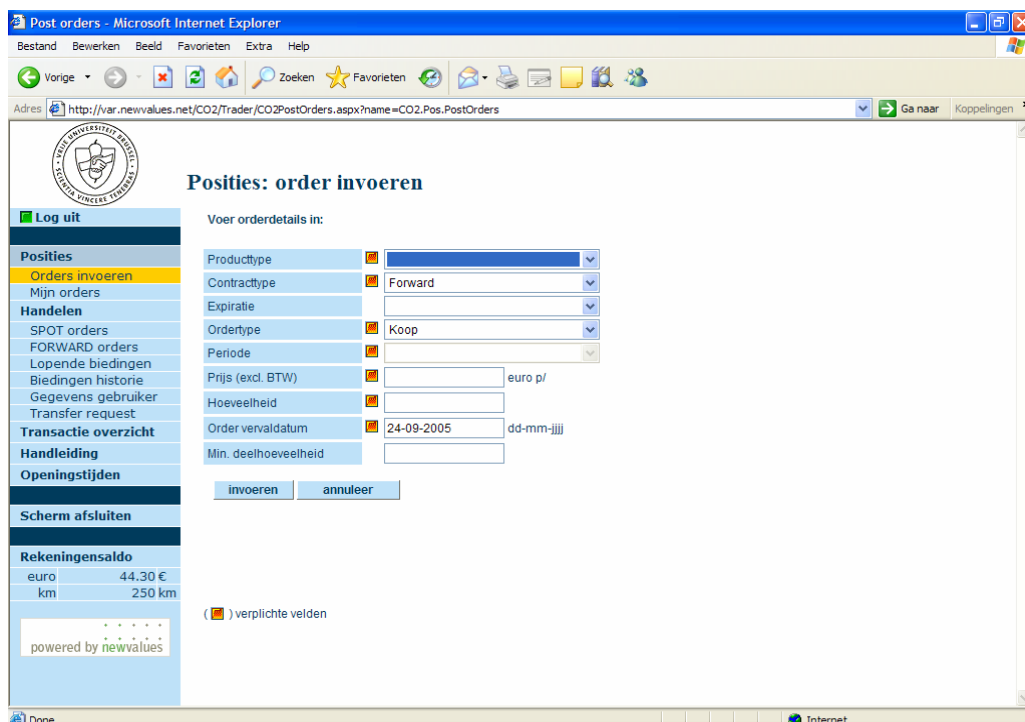 Post orders - Microsoft Internet Explorer
Bestand Bewerken Beeld Favorieten Extra Help
Vorige Zoeken Favorieten
Adres http://var.newvalues.net/CO2/Trader/CO2PostOrders.aspx?name=CO2.Pos.PostOrders Ga naar Koppelingen
VRIJE UNIVERSITEIT BRUSSEL
SCIENTIA VINCERE TENEBRAS
Posities: order invoeren
Log uit
Voer orderdetails in:
Posities
Orders invoeren
Mijn orders
Handelen
SPOT orders
FORWARD orders
Lopende biedingen
Biedingen historie
Gegevens gebruiker
Transfer request
Transactie overzicht
Handleiding
Openingstijden
Scherm afsluiten
Rekeningensaldo
euro 44.30 €
km 250 km
powered by newvalues
Producttype
Contracttype Forward
Expiratie
Ordertype Koop
Periode
Prijs (excl. BTW) euro p/
Hoeveelheid
Order vervaldatum 24-09-2005 dd-mm-jjjj
Min. deelhoeveelheid
invoeren annuleer
( ) verplichte velden
Done Internet